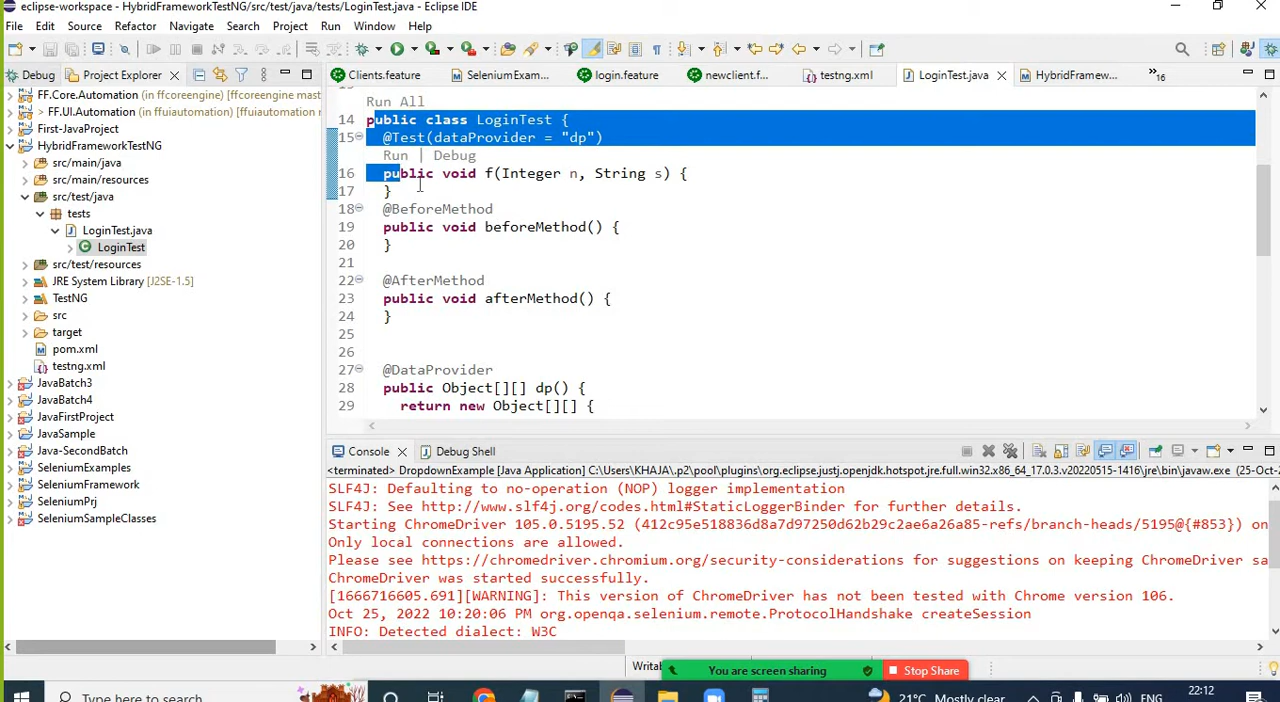 eclipse-workspace - HybridFrameworkTestNG/src/test/java/tests/LoginTest.java - Eclipse IDE
File Edit Source Refactor Navigate Search Project Run Window Help
Debug Project Explorer
Clients.feature SeleniumExam... login.feature newclient.f... testng.xml LoginTest.java HybridFramew... »16
FF.Core.Automation (in ffcoreengine) [ffcoreengine mast
> FF.UI.Automation (in ffuiautomation) [ffuiautomation
First-JavaProject
HybridFrameworkTestNG
src/main/java
src/main/resources
src/test/java
tests
LoginTest.java
LoginTest
src/test/resources
JRE System Library [J2SE-1.5]
TestNG
src
target
pom.xml
testng.xml
JavaBatch3
JavaBatch4
JavaFirstProject
JavaSample
Java-SecondBatch
SeleniumExamples
SeleniumFramework
SeleniumPrj
SeleniumSampleClasses
Run All
14 public class LoginTest {
15 @Test(dataProvider = "dp")
Run | Debug
16 public void f(Integer n, String s) {
17 }
18 @BeforeMethod
19 public void beforeMethod() {
20 }
21
22 @AfterMethod
23 public void afterMethod() {
24 }
25
26
27 @DataProvider
28 public Object[][] dp() {
29 return new Object[][] {
Console Debug Shell
<terminated> DropdownExample [Java Application] C:\Users\KHAJA\.p2\pool\plugins\org.eclipse.justj.openjdk.hotspot.jre.full.win32.x86_64_17.0.3.v20220515-1416\jre\bin\javaw.exe (25-Oct-2
SLF4J: Defaulting to no-operation (NOP) logger implementation
SLF4J: See http://www.slf4j.org/codes.html#StaticLoggerBinder for further details.
Starting ChromeDriver 105.0.5195.52 (412c95e518836d8a7d97250d62b29c2ae6a26a85-refs/branch-heads/5195@{#853}) on
Only local connections are allowed.
Please see https://chromedriver.chromium.org/security-considerations for suggestions on keeping ChromeDriver sa
ChromeDriver was started successfully.
[1666716605.691][WARNING]: This version of ChromeDriver has not been tested with Chrome version 106.
Oct 25, 2022 10:20:06 PM org.openqa.selenium.remote.ProtocolHandshake createSession
INFO: Detected dialect: W3C
Writab
You are screen sharing Stop Share
Type here to search
21°C Mostly clear ENG 22:12